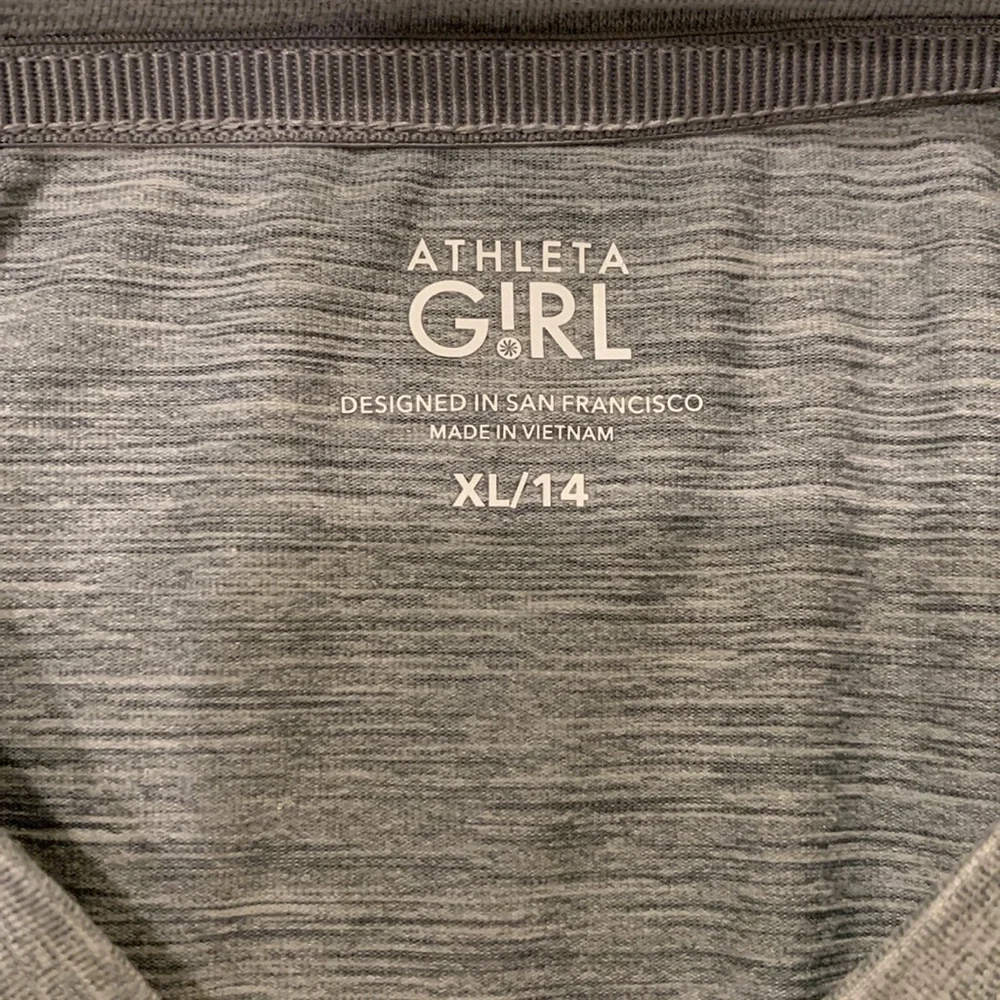 ATHLETA
G!RL
DESIGNED IN SAN FRANCISCO
MADE IN VIETNAM
XL/14